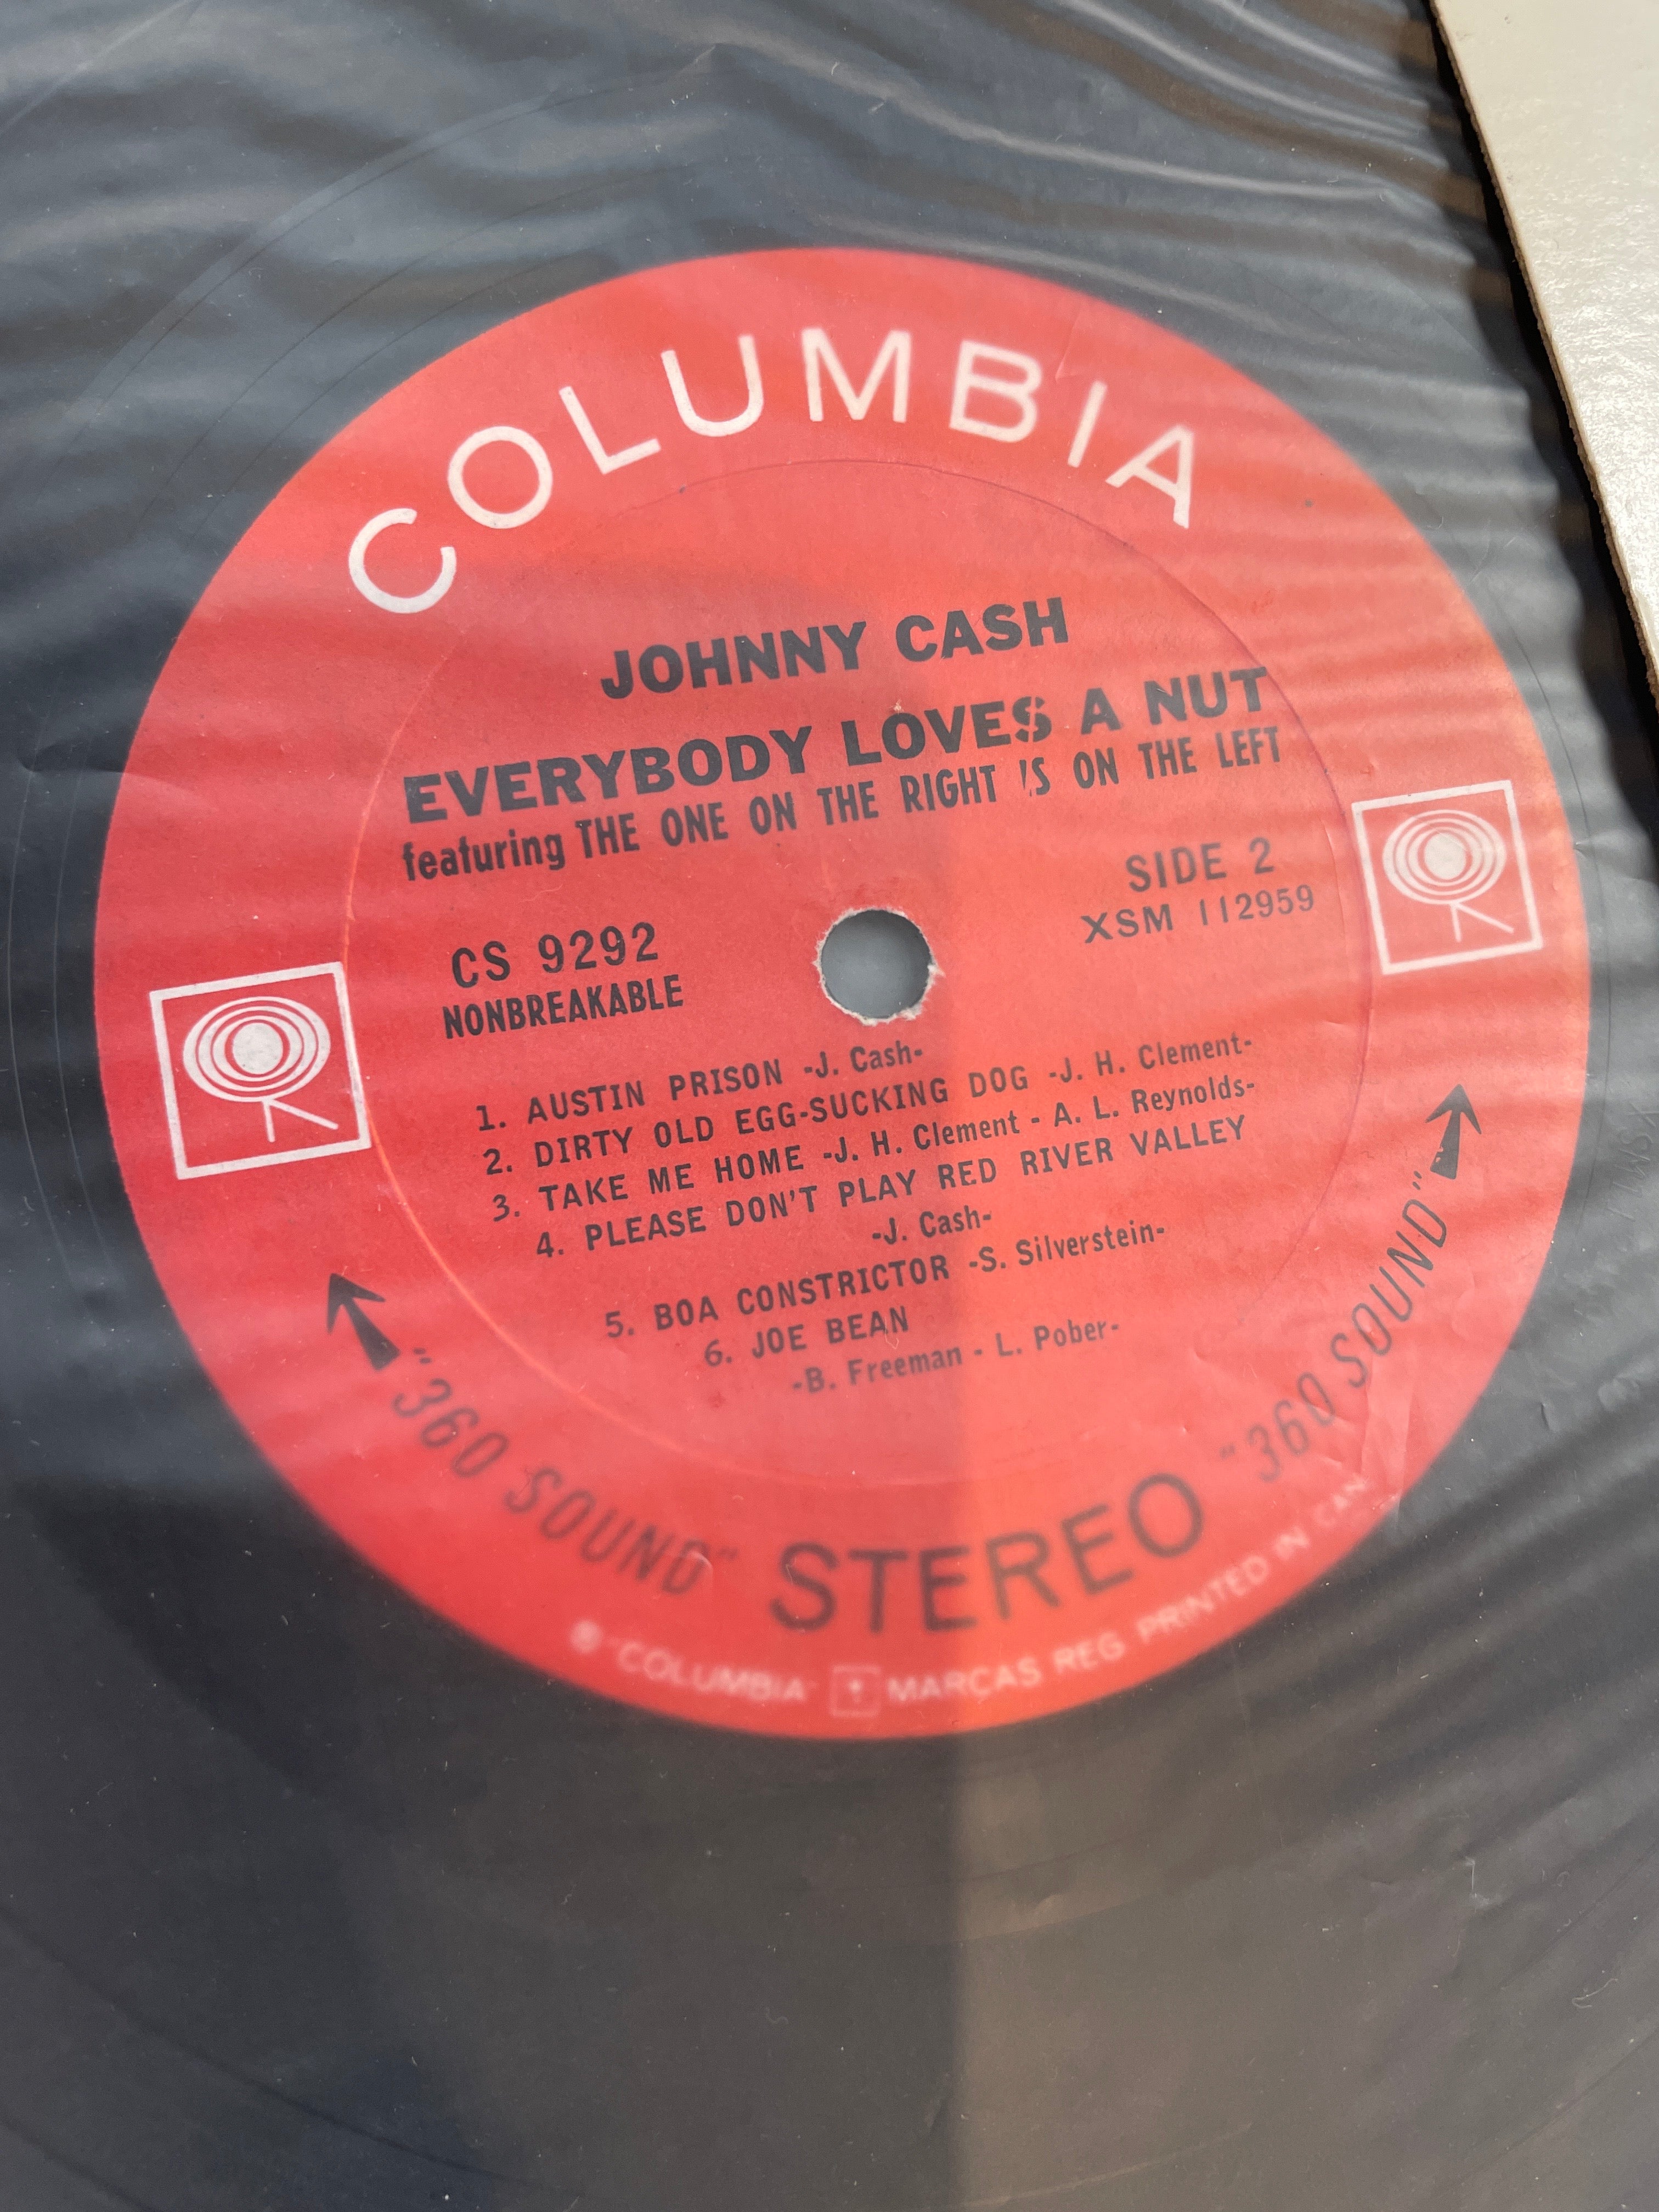 COLUMBIA
JOHNNY CASH
EVERYBODY LOVES A NUT
featuring THE ONE ON THE RIGHT IS ON THE LEFT
SIDE 2
XSM 112959
CS 9292
NONBREAKABLE
1. AUSTIN PRISON -J. Cash-
2. DIRTY OLD EGG-SUCKING DOG -J. H. Clement-
3. TAKE ME HOME -J. H. Clement - A. L. Reynolds-
4. PLEASE DON'T PLAY RED RIVER VALLEY
-J. Cash-
5. BOA CONSTRICTOR -S. Silverstein-
6. JOE BEAN
-B. Freeman - L. Pober-
"360 SOUND" STEREO "360 SOUND"
® "COLUMBIA" MARCAS REG. PRINTED IN